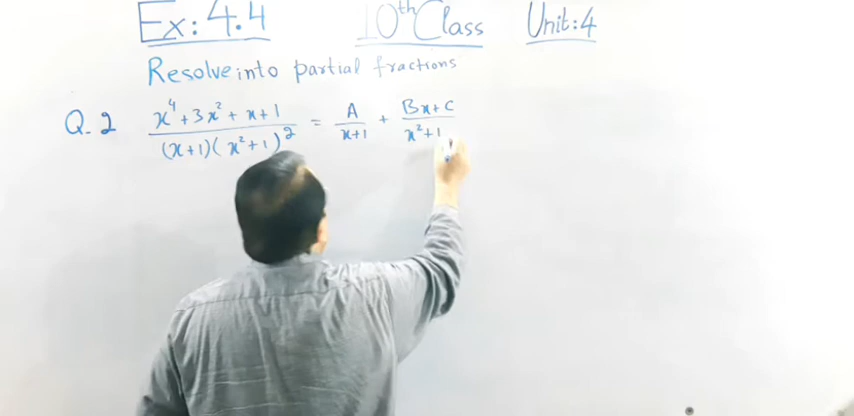 Ex: 4.4 10th Class Unit: 4
Resolve into partial fractions
Q. 2 (x⁴+3x²+x+1)/((x+1)(x²+1)²) = A/(x+1) + (Bx+C)/(x²+1